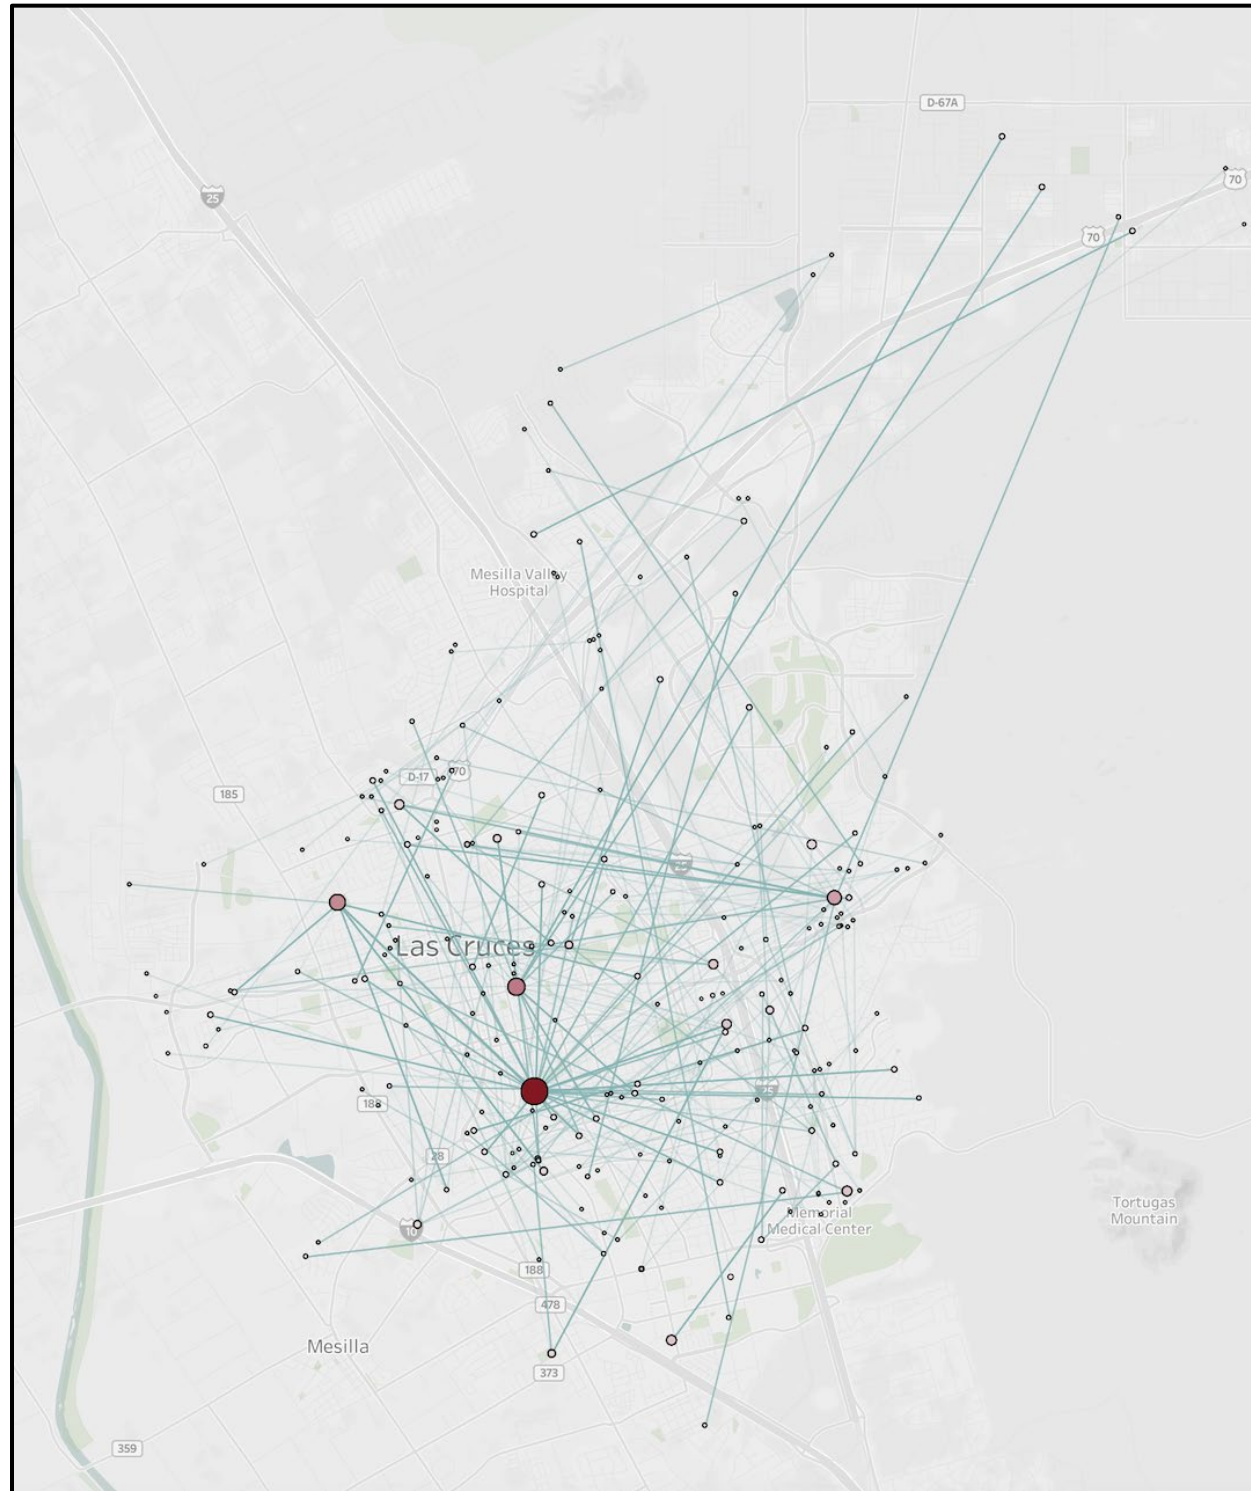 D-67A
70
25
70
Mesilla Valley
Hospital
D-17
70
185
25
Las Cruces
25
188
28
Tortugas
Mountain
Memorial
Medical Center
10
188
478
Mesilla
373
359